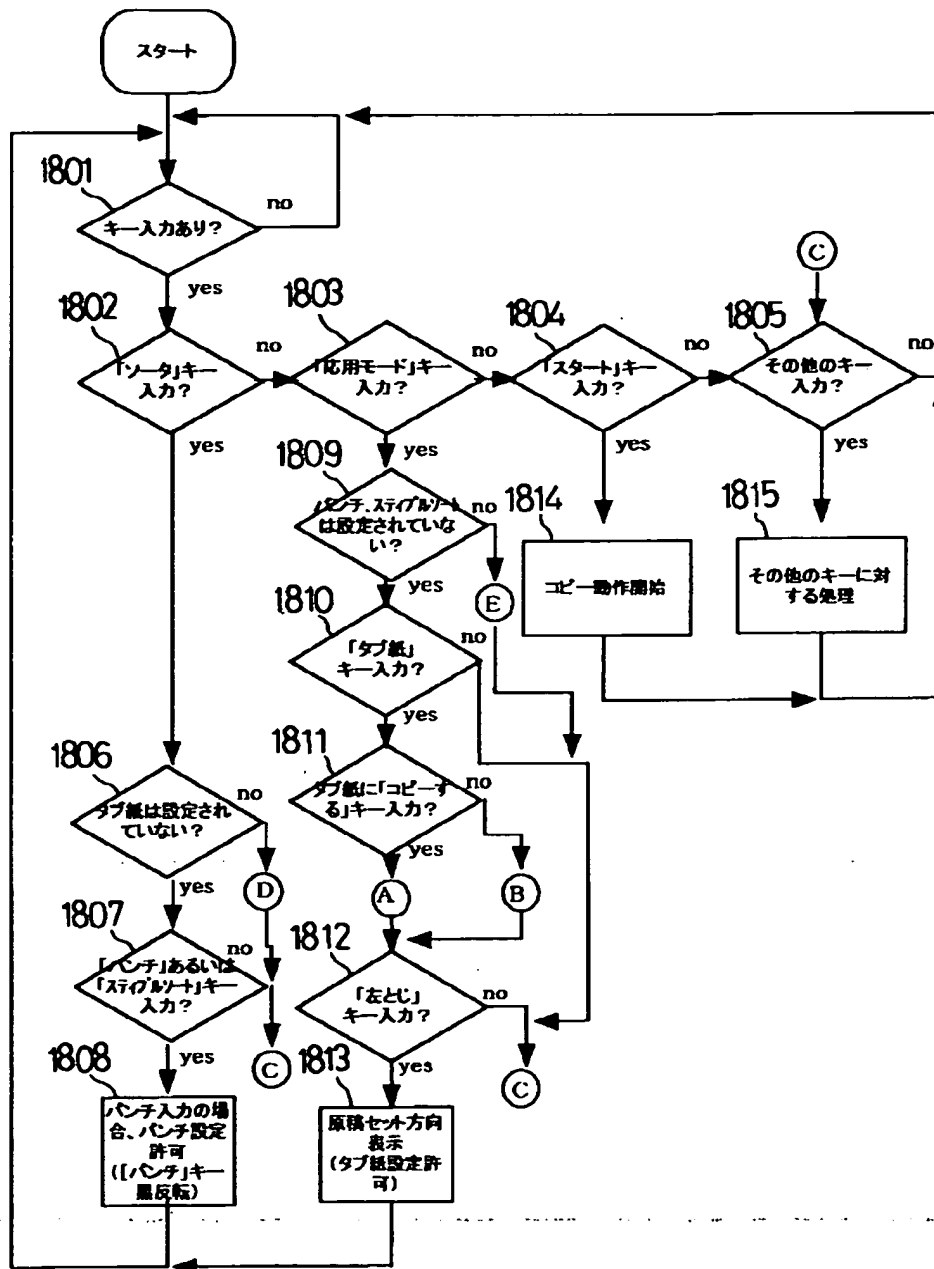 スタート
1801
キー入力あり?
no
yes
1802
「ソータ」キー
入力?
no
yes
1803
「応用モード」キー
入力?
no
yes
1804
「スタート」キー
入力?
no
yes
C
1805
その他のキー
入力?
no
yes
1809
パンチ、スティプルソート
は設定されていな
い?
no
yes
E
1814
コピー動作開始
1815
その他のキーに対
する処理
1810
「タブ紙」
キー入力?
no
yes
1806
タブ紙は設定され
ていない?
no
yes
D
1811
タブ紙に「コピーす
る」キー入力?
no
yes
A
B
1807
「パンチ」あるいは
「スティプルソート」キー
入力?
no
yes
C
1812
「左とじ」
キー入力?
no
yes
C
1808
パンチ入力の場
合、パンチ設定
許可
([パンチ」キー
黒反転)
1813
原稿セット方向
表示
(タブ紙設定許
可)